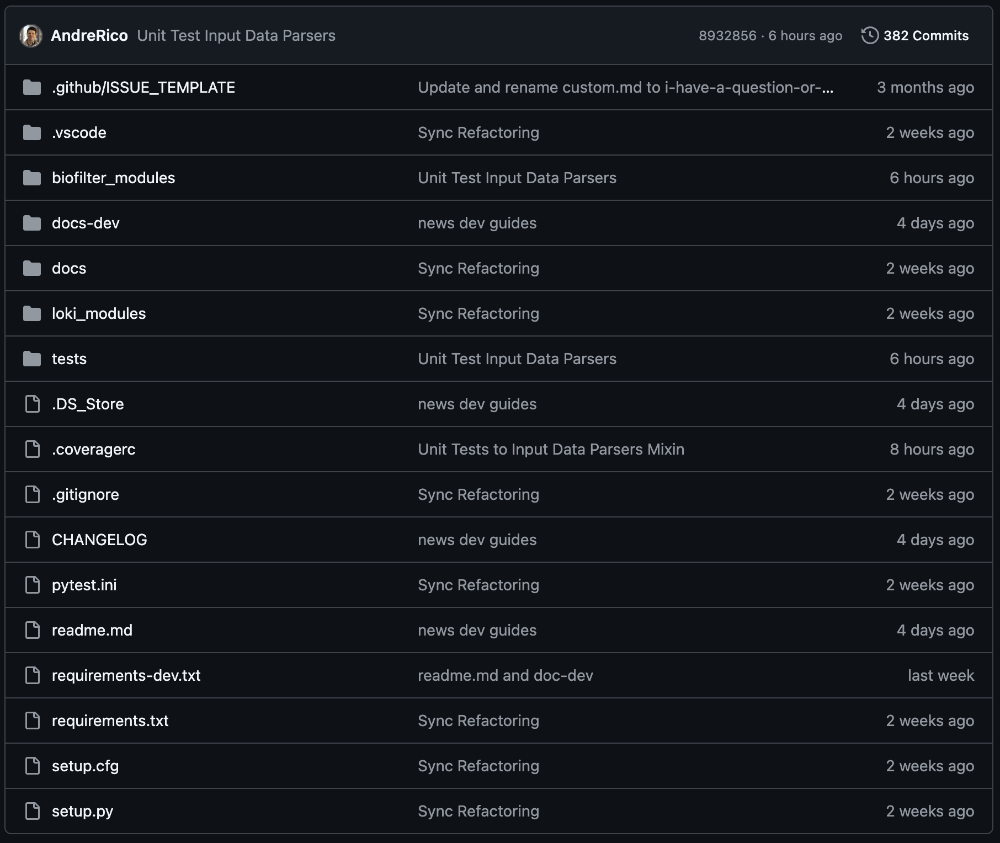 AndreRico Unit Test Input Data Parsers 8932856 · 6 hours ago 382 Commits
.github/ISSUE_TEMPLATE Update and rename custom.md to i-have-a-question-or-... 3 months ago
.vscode Sync Refactoring 2 weeks ago
biofilter_modules Unit Test Input Data Parsers 6 hours ago
docs-dev news dev guides 4 days ago
docs Sync Refactoring 2 weeks ago
loki_modules Sync Refactoring 2 weeks ago
tests Unit Test Input Data Parsers 6 hours ago
.DS_Store news dev guides 4 days ago
.coveragerc Unit Tests to Input Data Parsers Mixin 8 hours ago
.gitignore Sync Refactoring 2 weeks ago
CHANGELOG news dev guides 4 days ago
pytest.ini Sync Refactoring 2 weeks ago
readme.md news dev guides 4 days ago
requirements-dev.txt readme.md and doc-dev last week
requirements.txt Sync Refactoring 2 weeks ago
setup.cfg Sync Refactoring 2 weeks ago
setup.py Sync Refactoring 2 weeks ago